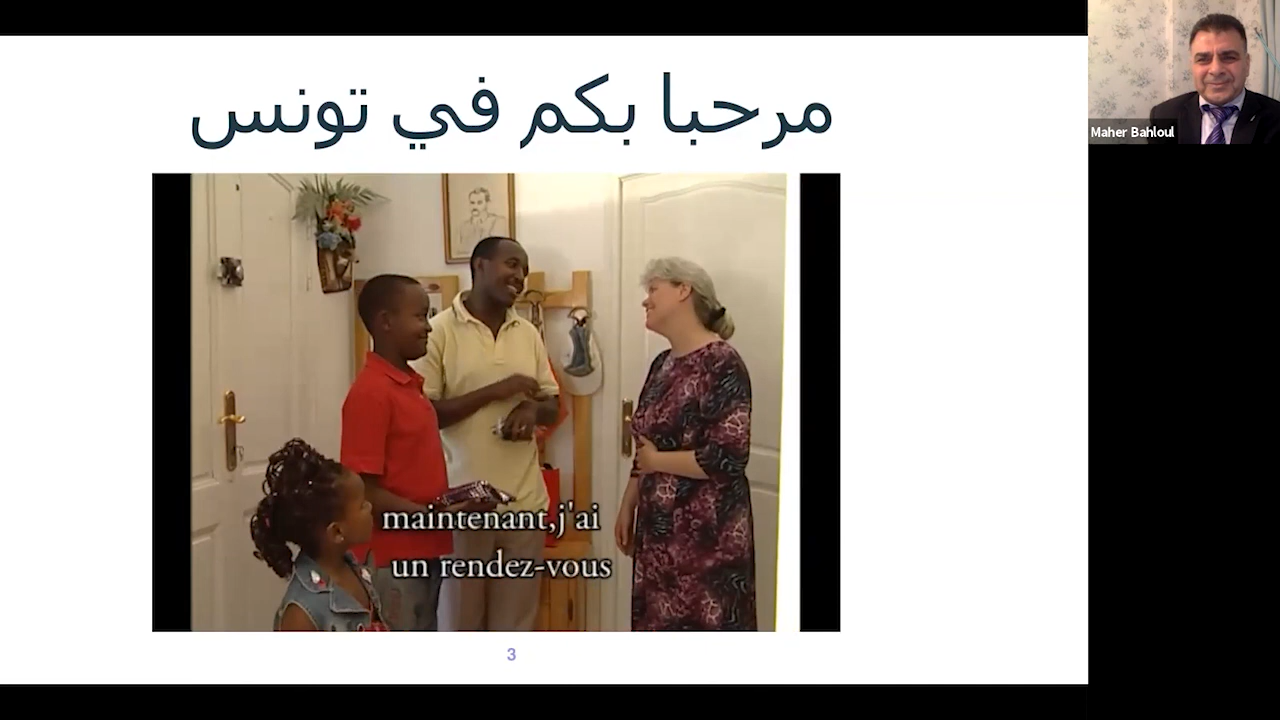 مرحبا بكم في تونس
Maher Bahloul
maintenant,j'ai
un rendez-vous
3